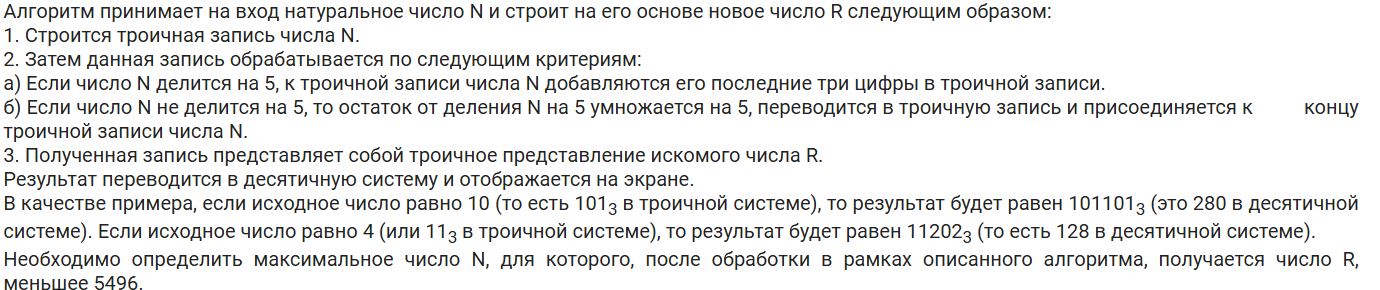 Алгоритм принимает на вход натуральное число N и строит на его основе новое число R следующим образом:
1. Строится троичная запись числа N.
2. Затем данная запись обрабатывается по следующим критериям:
а) Если число N делится на 5, к троичной записи числа N добавляются его последние три цифры в троичной записи.
б) Если число N не делится на 5, то остаток от деления N на 5 умножается на 5, переводится в троичную запись и присоединяется к концу
троичной записи числа N.
3. Полученная запись представляет собой троичное представление искомого числа R.
Результат переводится в десятичную систему и отображается на экране.
В качестве примера, если исходное число равно 10 (то есть 101₃ в троичной системе), то результат будет равен 101101₃ (это 280 в десятичной
системе). Если исходное число равно 4 (или 11₃ в троичной системе), то результат будет равен 11202₃ (то есть 128 в десятичной системе).
Необходимо определить максимальное число N, для которого, после обработки в рамках описанного алгоритма, получается число R,
меньшее 5496.